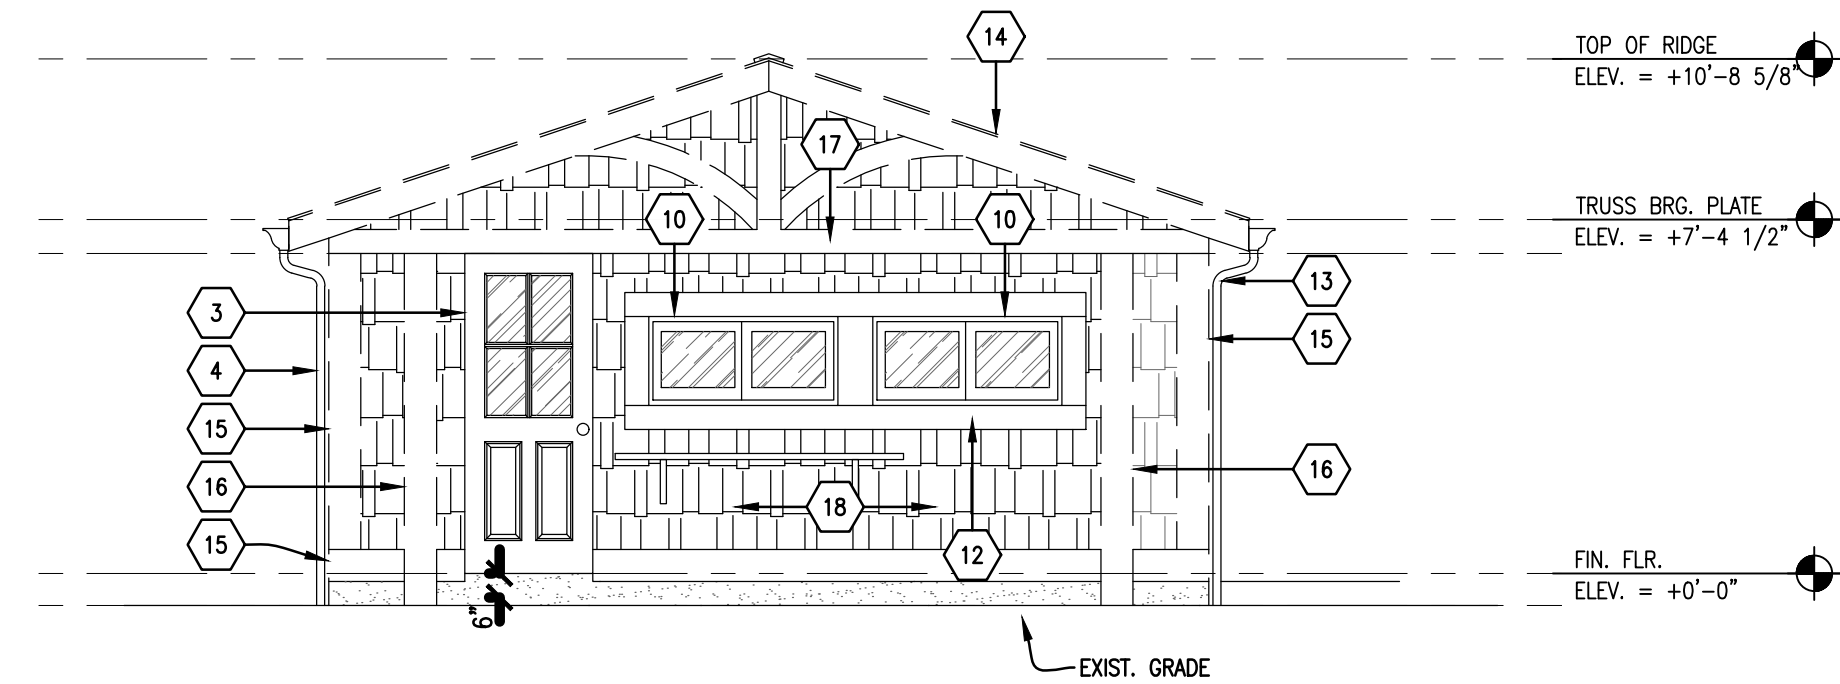 14
TOP OF RIDGE
ELEV. = +10'-8 5/8"
17
10
10
TRUSS BRG. PLATE
ELEV. = +7'-4 1/2"
13
3
15
4
15
16
16
18
15
12
FIN. FLR.
ELEV. = +0'-0"
6"
EXIST. GRADE